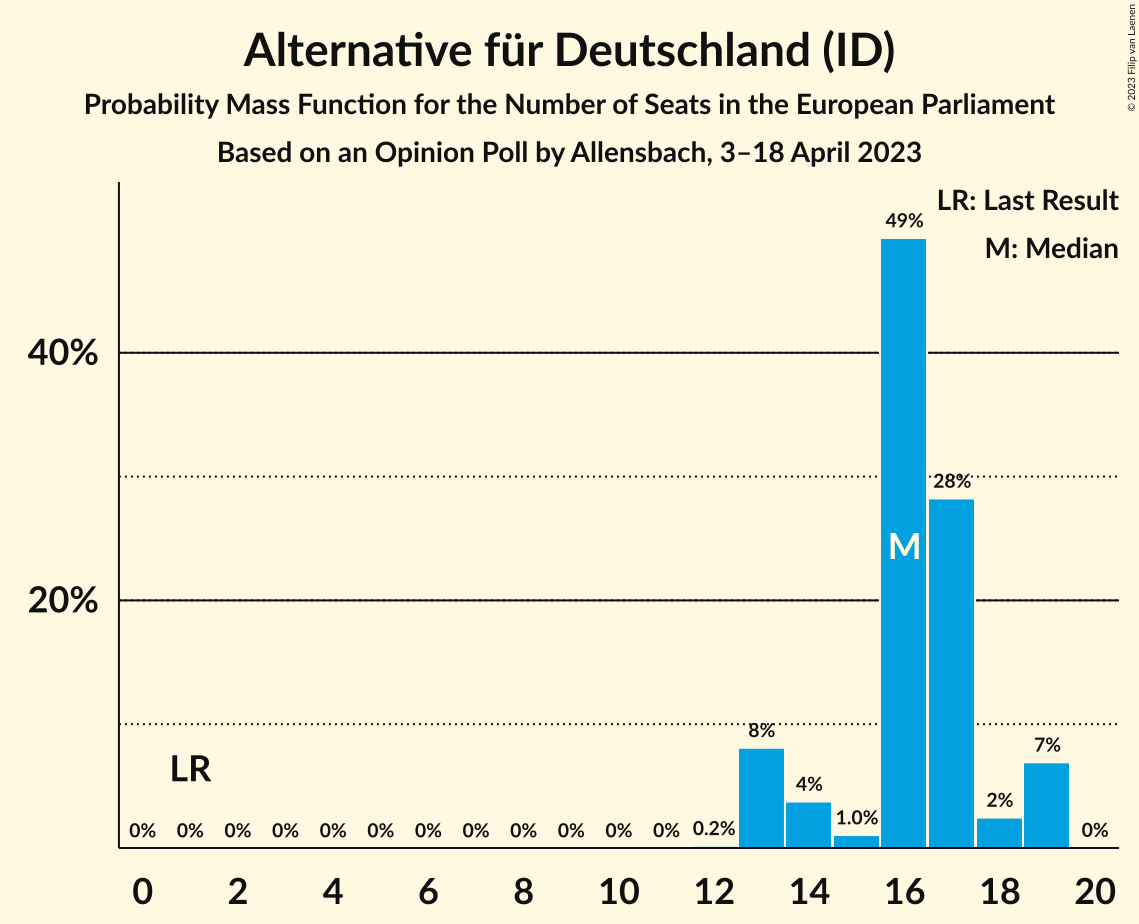 Alternative für Deutschland (ID)
Probability Mass Function for the Number of Seats in the European Parliament
Based on an Opinion Poll by Allensbach, 3–18 April 2023
© 2023 Filip van Laenen
LR: Last Result
M: Median
49%
40%
28%
M
20%
8%
7%
LR
4%
2%
1.0%
0% 0% 0% 0% 0% 0% 0% 0% 0% 0% 0% 0% 0.2% 0%
0 2 4 6 8 10 12 14 16 18 20